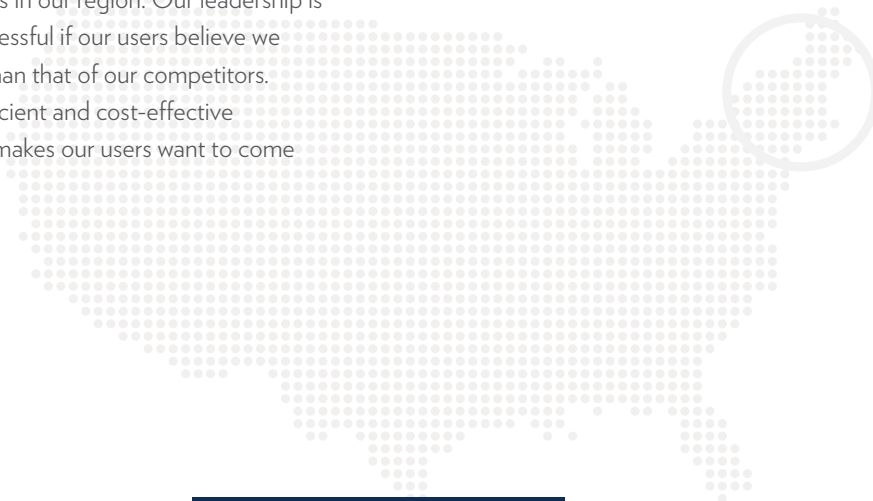 s in our region. Our leadership is
essful if our users believe we
an that of our competitors.
cient and cost-effective
makes our users want to come